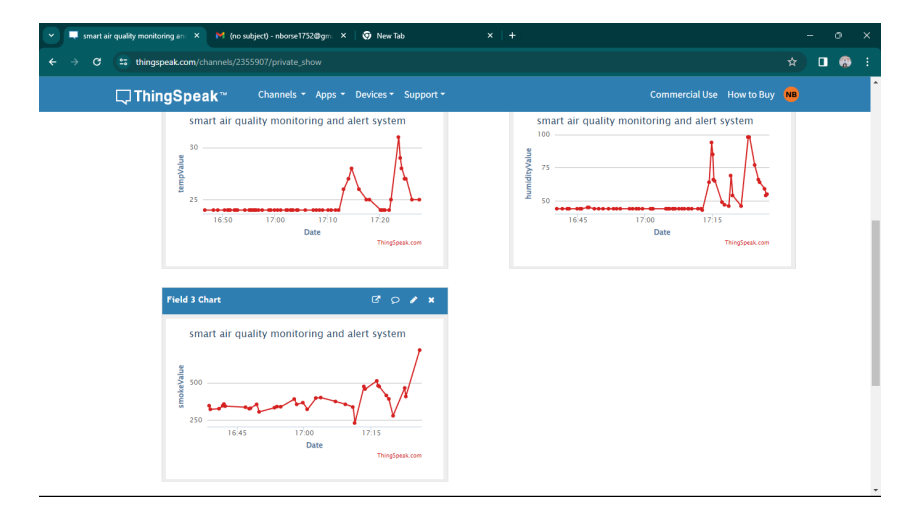 smart air quality monitoring an
(no subject) - nborse1752@gm
New Tab
thingspeak.com/channels/2355907/private_show
ThingSpeak™
Channels
Apps
Devices
Support
Commercial Use
How to Buy
NB
smart air quality monitoring and alert system
tempValue
30
25
16:50
17:00
17:10
17:20
Date
ThingSpeak.com
smart air quality monitoring and alert system
humidityValue
100
75
50
16:45
17:00
17:15
Date
ThingSpeak.com
Field 3 Chart
smart air quality monitoring and alert system
smokeValue
500
250
16:45
17:00
17:15
Date
ThingSpeak.com